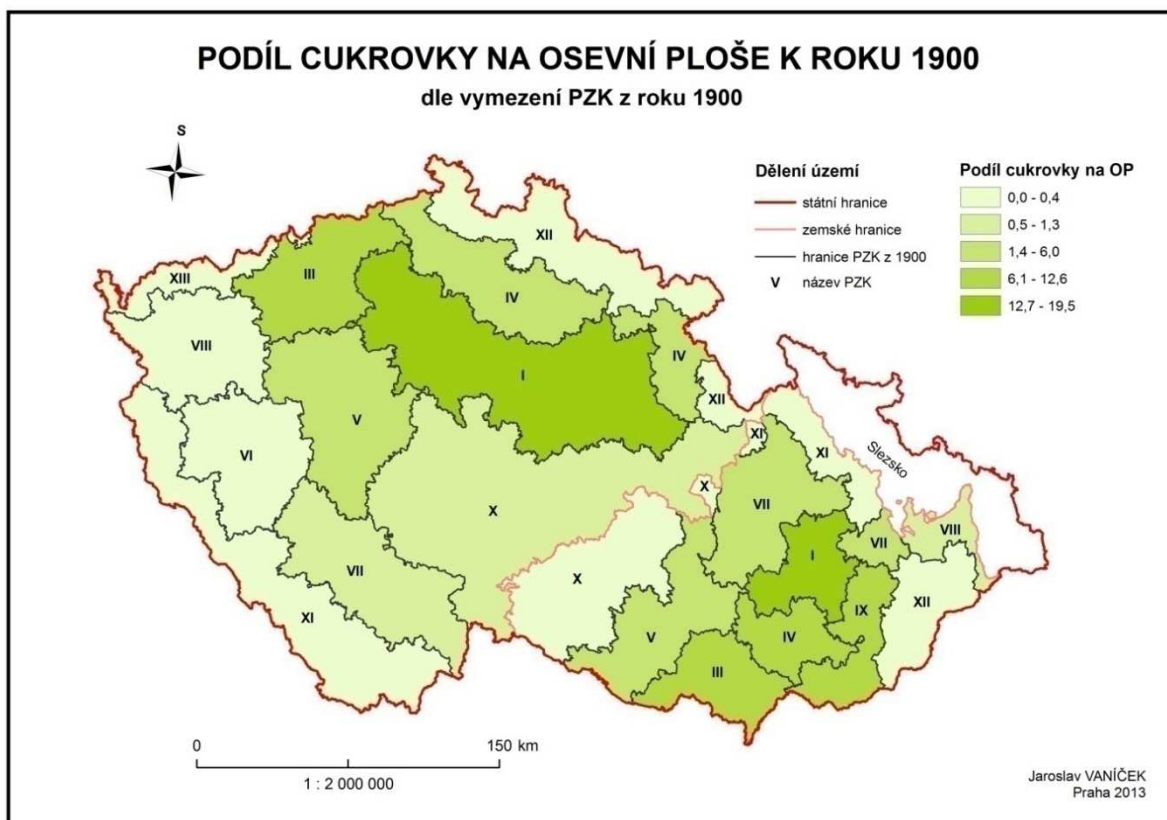 PODÍL CUKROVKY NA OSEVNÍ PLOŠE K ROKU 1900
dle vymezení PZK z roku 1900
S
Dělení území
státní hranice
zemské hranice
hranice PZK z 1900
V název PZK
Podíl cukrovky na OP
0,0 - 0,4
0,5 - 1,3
1,4 - 6,0
6,1 - 12,6
12,7 - 19,5
XII
XIII
III
IV
VIII
IV
I
XII
V
VI
XI
Slezsko
XI
X
VII
X
VII
VIII
VII
I
X
XII
IX
XI
V
IV
III
0 150 km
1 : 2 000 000
Jaroslav VANÍČEK
Praha 2013